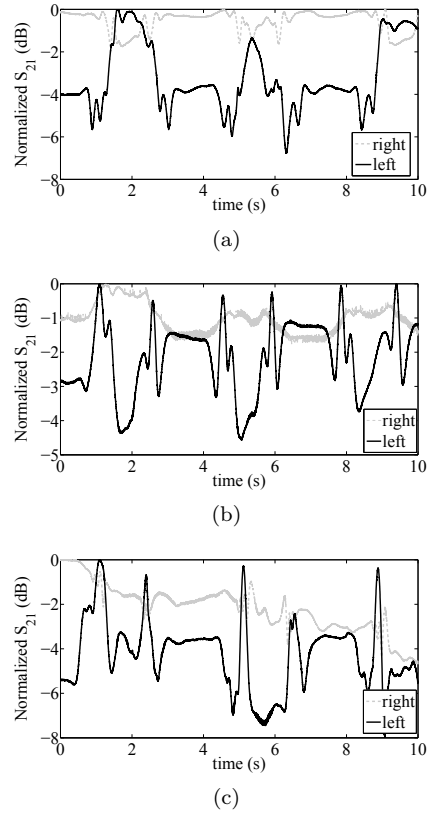 0
−2
−4
−6
−8
Normalized S21 (dB)
0 2 4 6 8 10
time (s)
right
left
(a)
0
−1
−2
−3
−4
−5
Normalized S21 (dB)
0 2 4 6 8 10
time (s)
right
left
(b)
0
−2
−4
−6
−8
Normalized S21 (dB)
0 2 4 6 8 10
time (s)
right
left
(c)